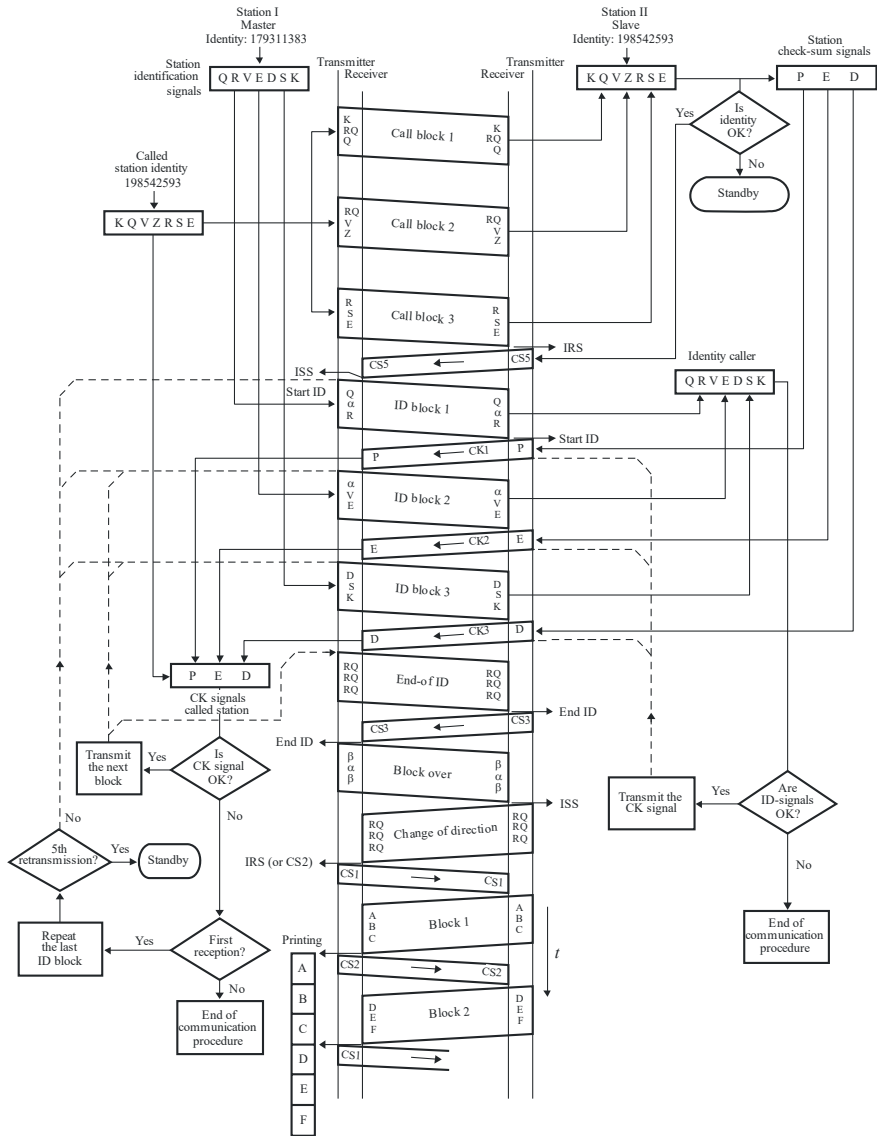 Station I
Master
Identity: 179311383
Station II
Slave
Identity: 198542593
Station
check-sum signals
Station
identification
signals
Q R V E D S K
Transmitter
Receiver
Transmitter
Receiver
K Q V Z R S E
P E D
K
RQ
Q
Call block 1
K
RQ
Q
Yes
Is
identity
OK?
No
Standby
Called
station identity
198542593
K Q V Z R S E
RQ
V
Z
Call block 2
RQ
V
Z
R
S
E
Call block 3
R
S
E
IRS
CS5
CS5
ISS
Identity caller
Q R V E D S K
Start ID
Q
α
R
ID block 1
Q
α
R
Start ID
P
CK1
P
α
V
E
ID block 2
α
V
E
E
CK2
E
D
S
K
ID block 3
D
S
K
D
CK3
D
P E D
CK signals
called station
RQ
RQ
RQ
End-of ID
RQ
RQ
RQ
End ID
CS3
CS3
End ID
Transmit
the next
block
Yes
Is
CK signal
OK?
No
β
α
β
Block over
β
α
β
ISS
Transmit the
CK signal
Yes
Are
ID-signals
OK?
No
RQ
RQ
RQ
Change of direction
RQ
RQ
RQ
No
5th
retransmission?
Yes
Standby
IRS (or CS2)
CS1
CS1
A
B
C
Block 1
A
B
C
t
Repeat
the last
ID block
Yes
First
reception?
No
End of
communication
procedure
End of
communication
procedure
Printing
A
B
C
D
E
F
CS2
CS2
D
E
F
Block 2
D
E
F
CS1